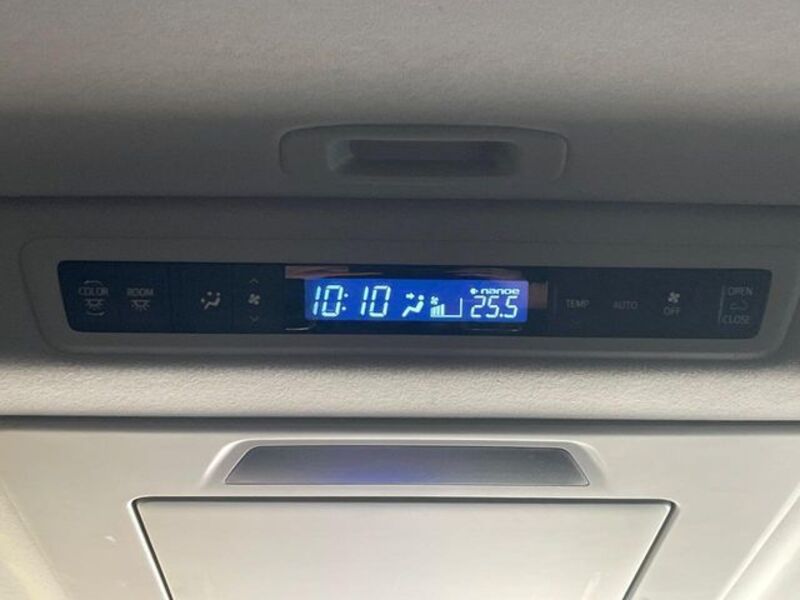 COLOR ROOM
10:10
nanoe
25.5
TEMP AUTO OFF
OPEN
CLOSE